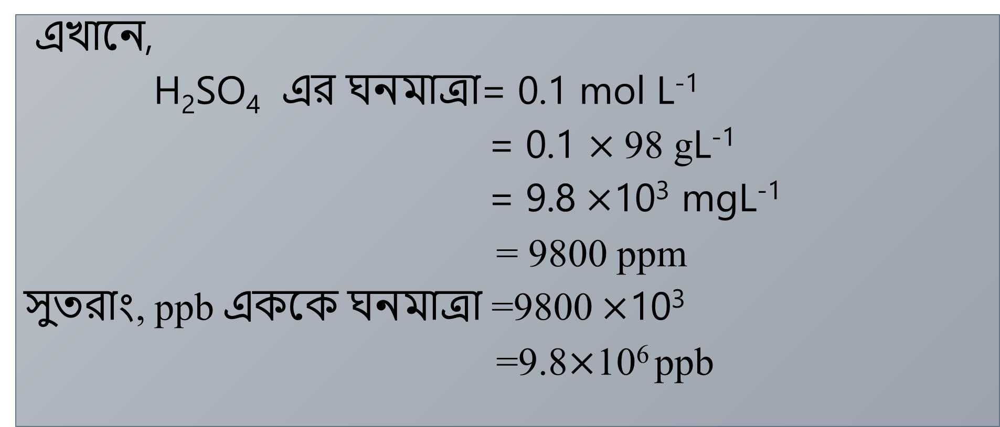 এখানে,
H₂SO₄ এর ঘনমাত্রা= 0.1 mol L⁻¹
= 0.1 × 98 gL⁻¹
= 9.8 ×10³ mgL⁻¹
= 9800 ppm
সুতরাং, ppb এককে ঘনমাত্রা =9800 ×10³
=9.8×10⁶ ppb